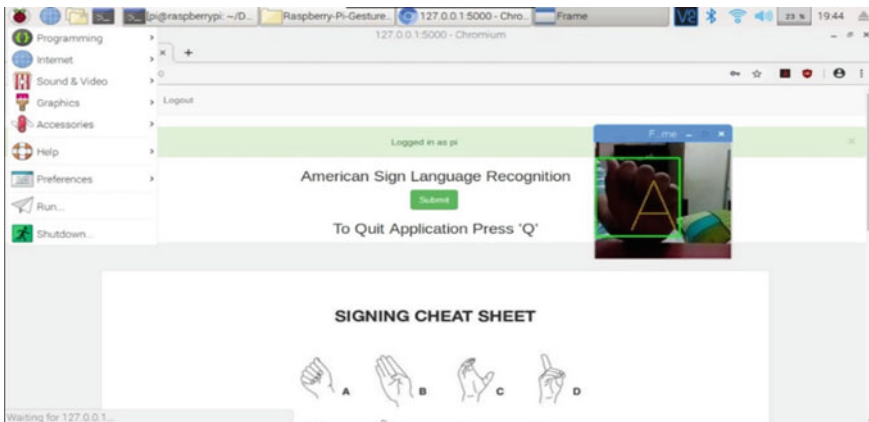 [pi@raspberrypi: ~/D...
Raspberry-Pi-Gesture...
127.0.0.1:5000 - Chro...
Frame
V2
23 %
19:44
Programming
127.0.0.1:5000 - Chromium
Internet
Sound & Video
Graphics
Logout
Accessories
Logged in as pi
F...me
Help
Preferences
American Sign Language Recognition
Run...
Submit
A
Shutdown...
To Quit Application Press 'Q'
SIGNING CHEAT SHEET
A
B
C
D
Waiting for 127.0.0.1...